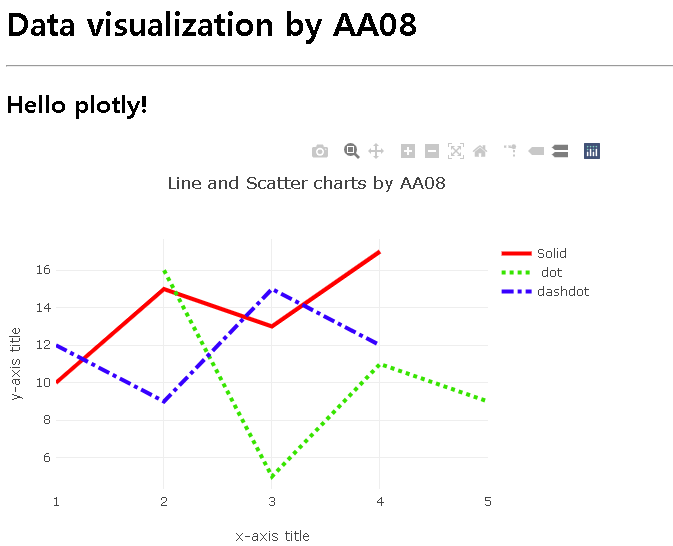 Data visualization by AA08
Hello plotly!
Line and Scatter charts by AA08
Solid
dot
dashdot
16
14
12
10
8
6
y-axis title
1 2 3 4 5
x-axis title